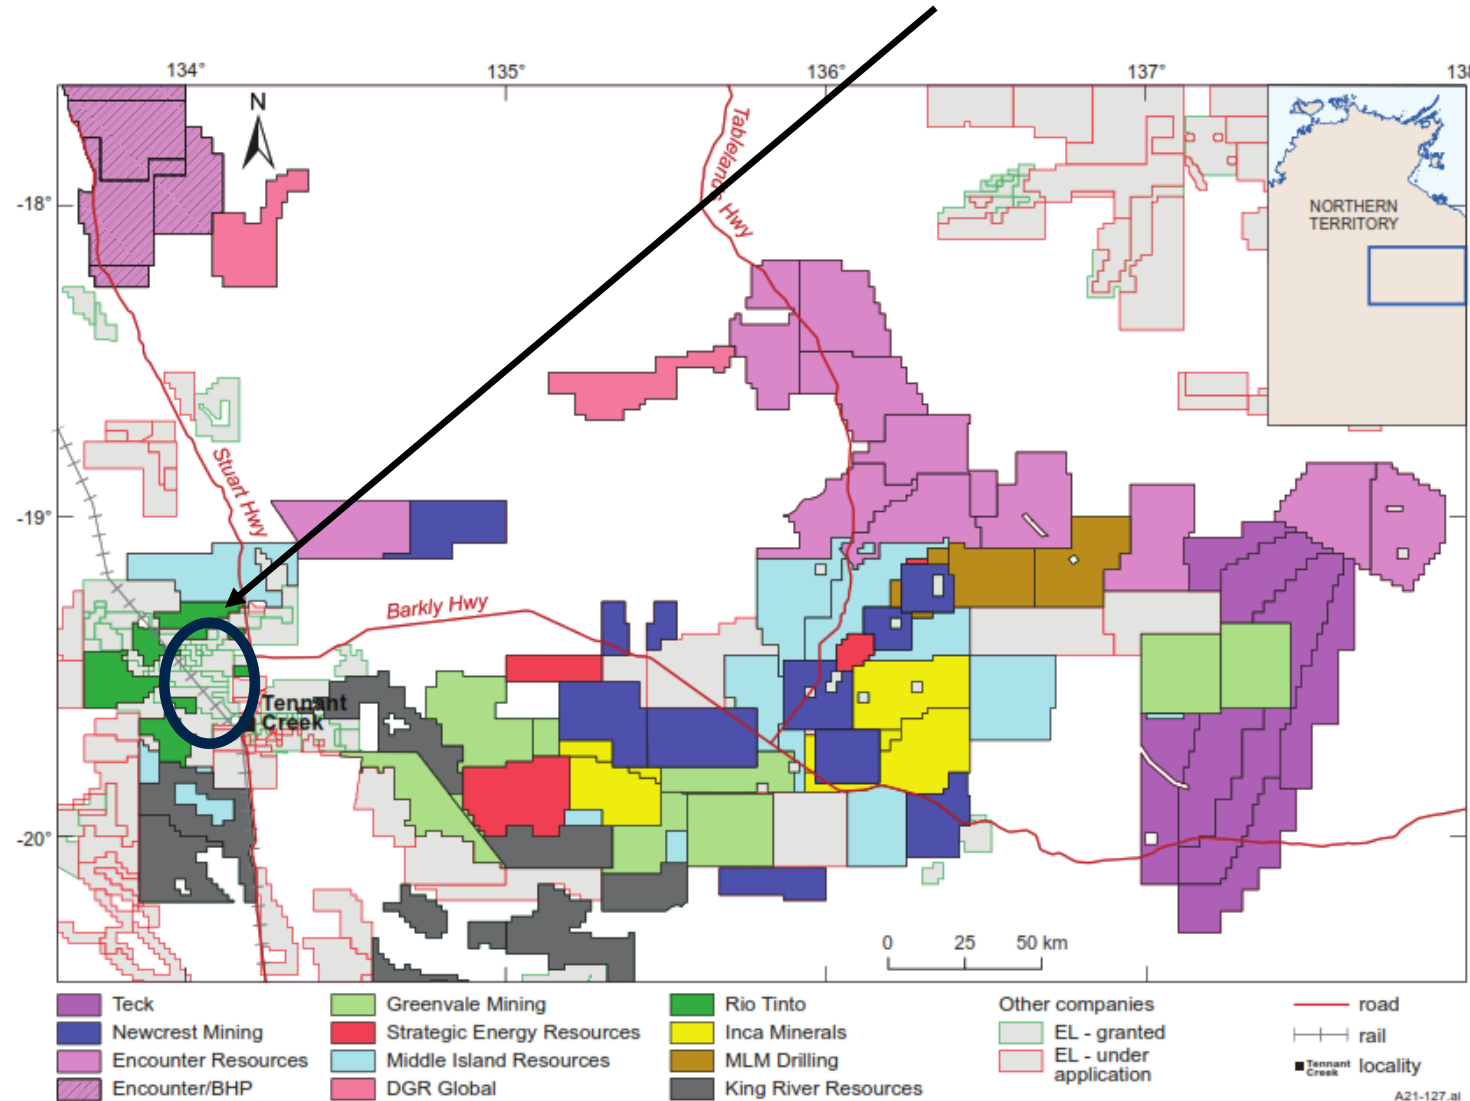 134°
135°
136°
137°
138
N
-18°
-19°
-20°
Tablelands Hwy
Stuart Hwy
Barkly Hwy
Tennant
Creek
NORTHERN
TERRITORY
0 25 50 km
Teck
Newcrest Mining
Encounter Resources
Encounter/BHP
Greenvale Mining
Strategic Energy Resources
Middle Island Resources
DGR Global
Rio Tinto
Inca Minerals
MLM Drilling
King River Resources
Other companies
EL - granted
EL - under
application
road
rail
Tennant
Creek
locality
A21-127.ai